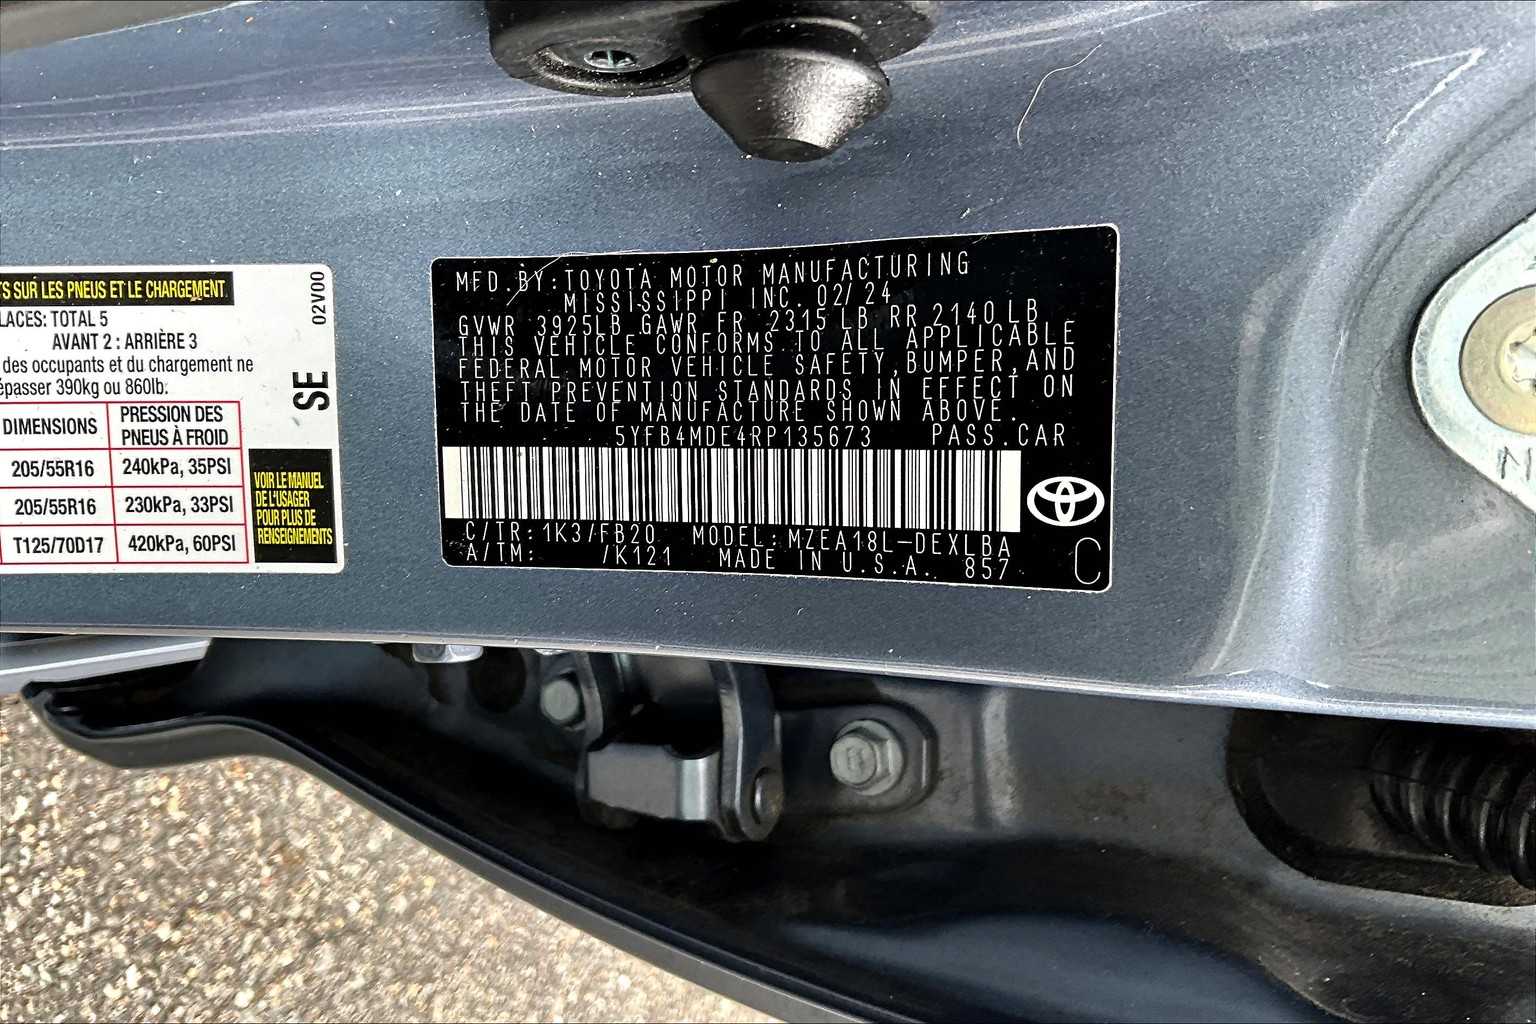 TS SUR LES PNEUS ET LE CHARGEMENT
02V00
LACES: TOTAL 5
AVANT 2 : ARRIÈRE 3
des occupants et du chargement ne
épasser 390kg ou 860lb.
SE
DIMENSIONS
PRESSION DES
PNEUS À FROID
205/55R16
240kPa, 35PSI
205/55R16
230kPa, 33PSI
T125/70D17
420kPa, 60PSI
VOIR LE MANUEL
DE L'USAGER
POUR PLUS DE
RENSEIGNEMENTS
MFD.BY:TOYOTA MOTOR MANUFACTURING
MISSISSIPPI INC. 02/24
GVWR 3925LB GAWR FR 2315 LB RR 2140 LB
THIS VEHICLE CONFORMS TO ALL APPLICABLE
FEDERAL MOTOR VEHICLE SAFETY,BUMPER,AND
THEFT PREVENTION STANDARDS IN EFFECT ON
THE DATE OF MANUFACTURE SHOWN ABOVE.
5YFB4MDE4RP135673 PASS.CAR
C/TR:1K3/FB20 MODEL:MZEA18L-DEXLBA
A/TM: /K121 MADE IN U.S.A. 857
C